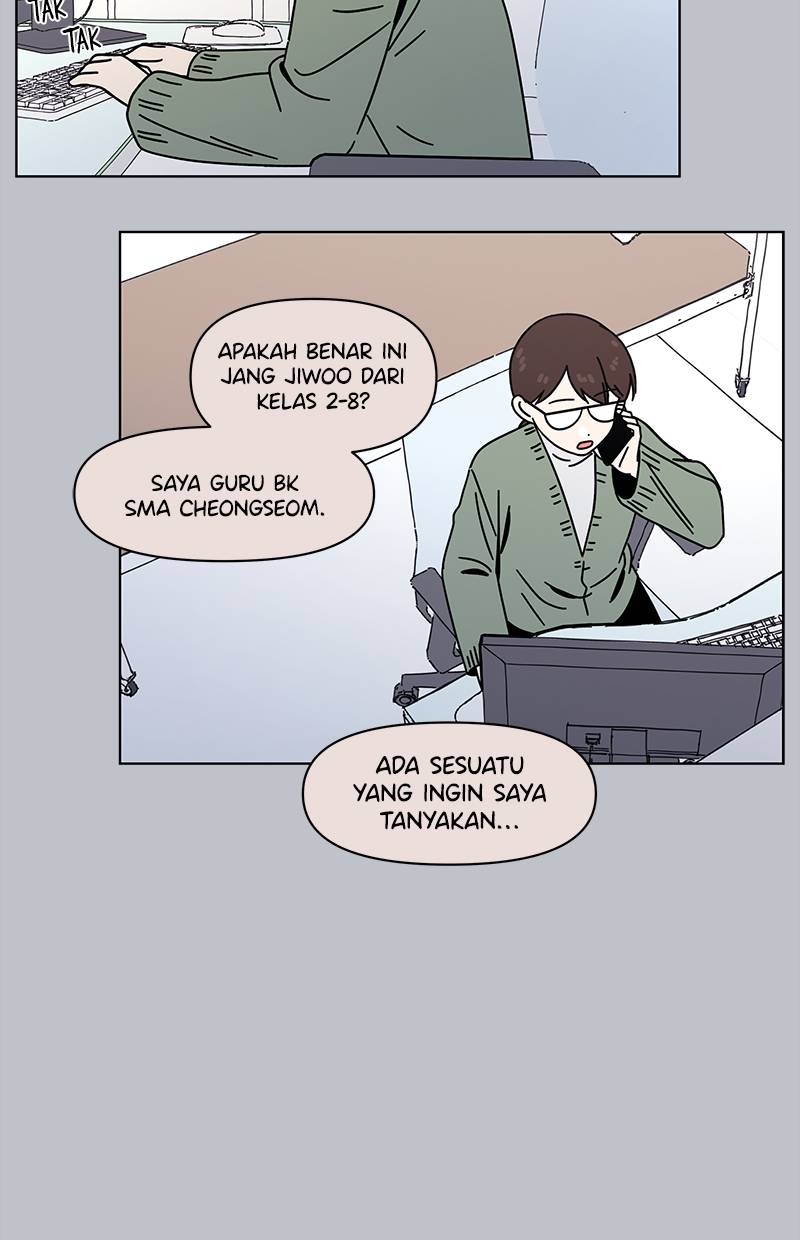 TAK
TAK
APAKAH BENAR INI
JANG JIWOO DARI
KELAS 2-8?
SAYA GURU BK
SMA CHEONGSEOM.
ADA SESUATU
YANG INGIN SAYA
TANYAKAN...